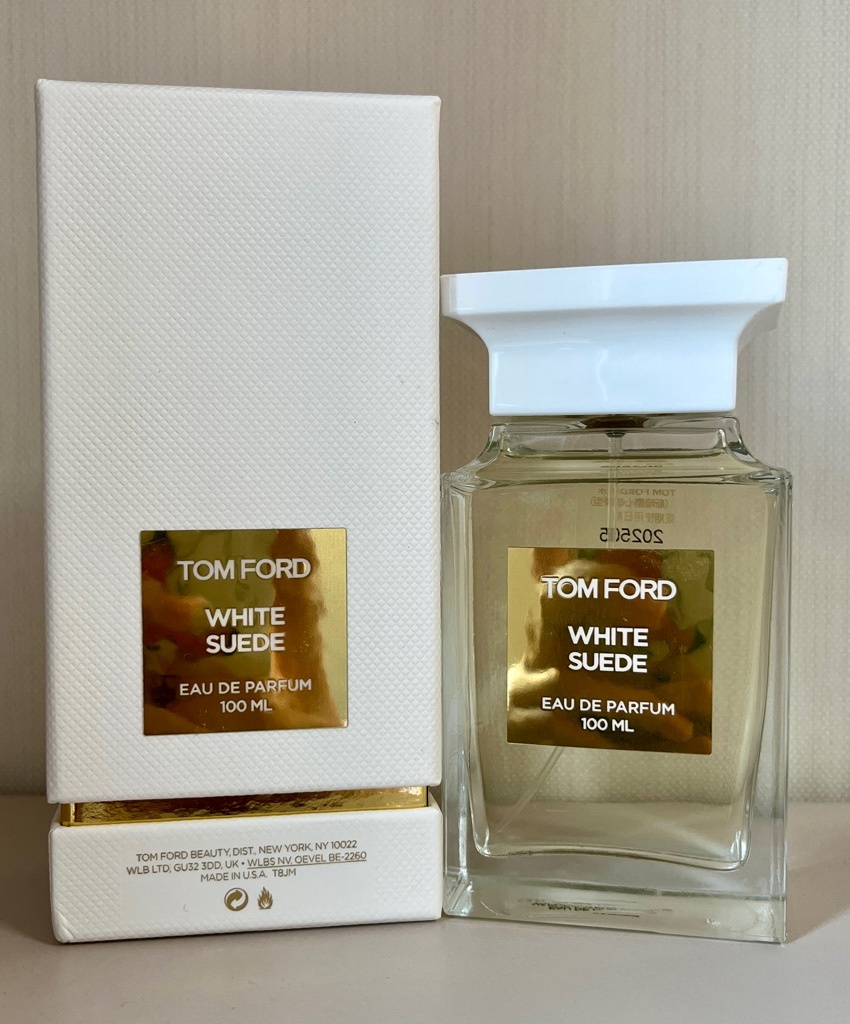 TOM FORD
WHITE
SUEDE
EAU DE PARFUM
100 ML
TOM FORD BEAUTY, DIST., NEW YORK, NY 10022
WLB LTD, GU32 3DD, UK • WLBS NV. OEVEL BE-2260
MADE IN U.S.A. T8JM
TOM FORD
202505
TOM FORD
WHITE
SUEDE
EAU DE PARFUM
100 ML